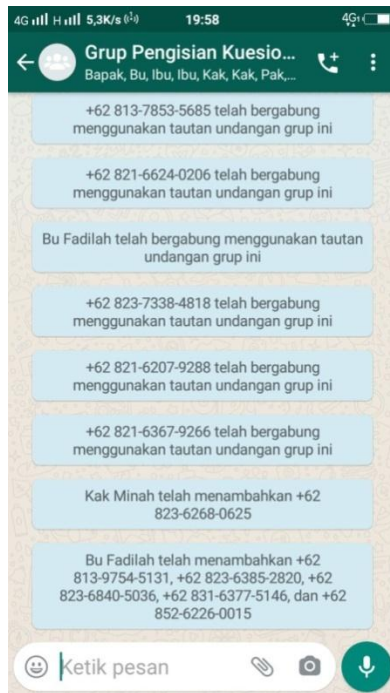 4G H 5,3K/s 19:58 4G
Grup Pengisian Kuesio...
Bapak, Bu, Ibu, Ibu, Kak, Kak, Pak,...
+62 813-7853-5685 telah bergabung
menggunakan tautan undangan grup ini
+62 821-6624-0206 telah bergabung
menggunakan tautan undangan grup ini
Bu Fadilah telah bergabung menggunakan tautan
undangan grup ini
+62 823-7338-4818 telah bergabung
menggunakan tautan undangan grup ini
+62 821-6207-9288 telah bergabung
menggunakan tautan undangan grup ini
+62 821-6367-9266 telah bergabung
menggunakan tautan undangan grup ini
Kak Minah telah menambahkan +62
823-6268-0625
Bu Fadilah telah menambahkan +62
813-9754-5131, +62 823-6385-2820, +62
823-6840-5036, +62 831-6377-5146, dan +62
852-6226-0015
Ketik pesan